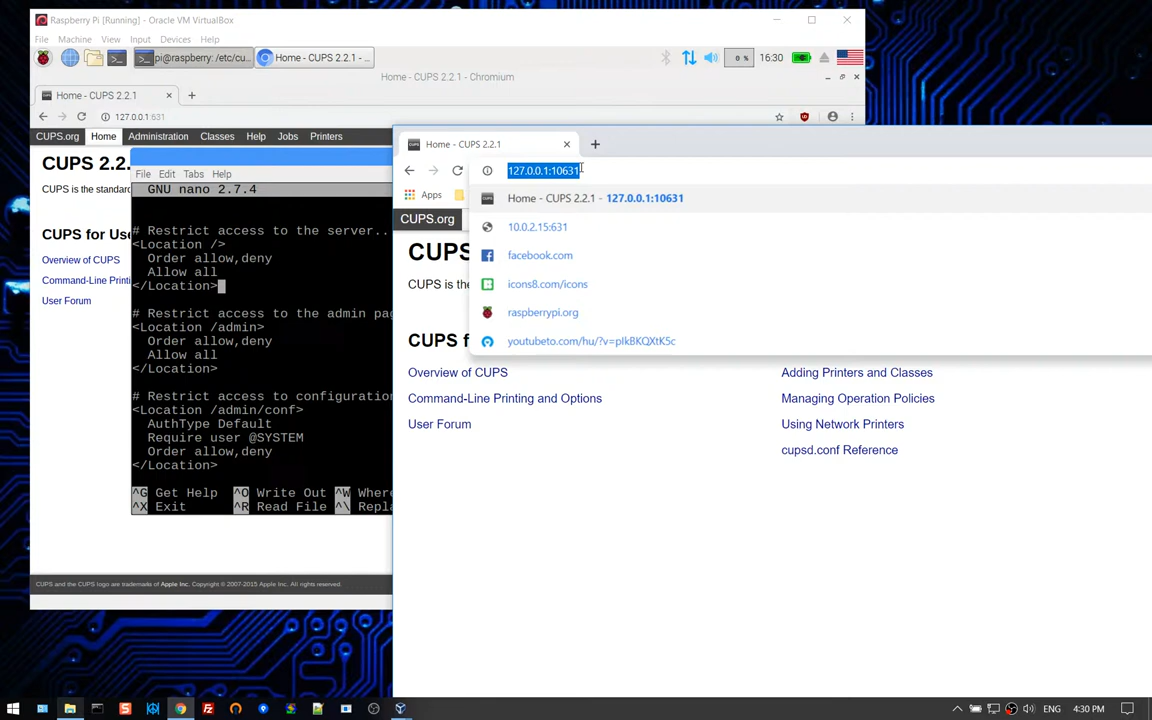 Raspberry Pi [Running] - Oracle VM VirtualBox
File Machine View Input Devices Help
pi@raspberry: /etc/cu... Home - CUPS 2.2.1 - ... 0 % 16:30
Home - CUPS 2.2.1 - Chromium
Home - CUPS 2.2.1
127.0.0.1:631
CUPS.org Home Administration Classes Help Jobs Printers
CUPS 2.2.
CUPS is the standard
CUPS for Use
Overview of CUPS
Command-Line Printi
User Forum
CUPS and the CUPS logo are trademarks of Apple Inc. Copyright © 2007-2015 Apple Inc. All rights reserved.
File Edit Tabs Help
GNU nano 2.7.4
# Restrict access to the server...
<Location />
Order allow,deny
Allow all
</Location>
# Restrict access to the admin pag
<Location /admin>
Order allow,deny
Allow all
</Location>
# Restrict access to configuration
<Location /admin/conf>
AuthType Default
Require user @SYSTEM
Order allow,deny
</Location>
^G Get Help ^O Write Out ^W Wher
^X Exit ^R Read File ^\ Repla
Home - CUPS 2.2.1
127.0.0.1:10631
Apps
Home - CUPS 2.2.1 - 127.0.0.1:10631
10.0.2.15:631
facebook.com
icons8.com/icons
raspberrypi.org
youtubeto.com/hu/?v=pIkBKQXtK5c
CUPS.org
CUPS
CUPS is the
CUPS f
Overview of CUPS
Command-Line Printing and Options
User Forum
Adding Printers and Classes
Managing Operation Policies
Using Network Printers
cupsd.conf Reference
ENG 4:30 PM